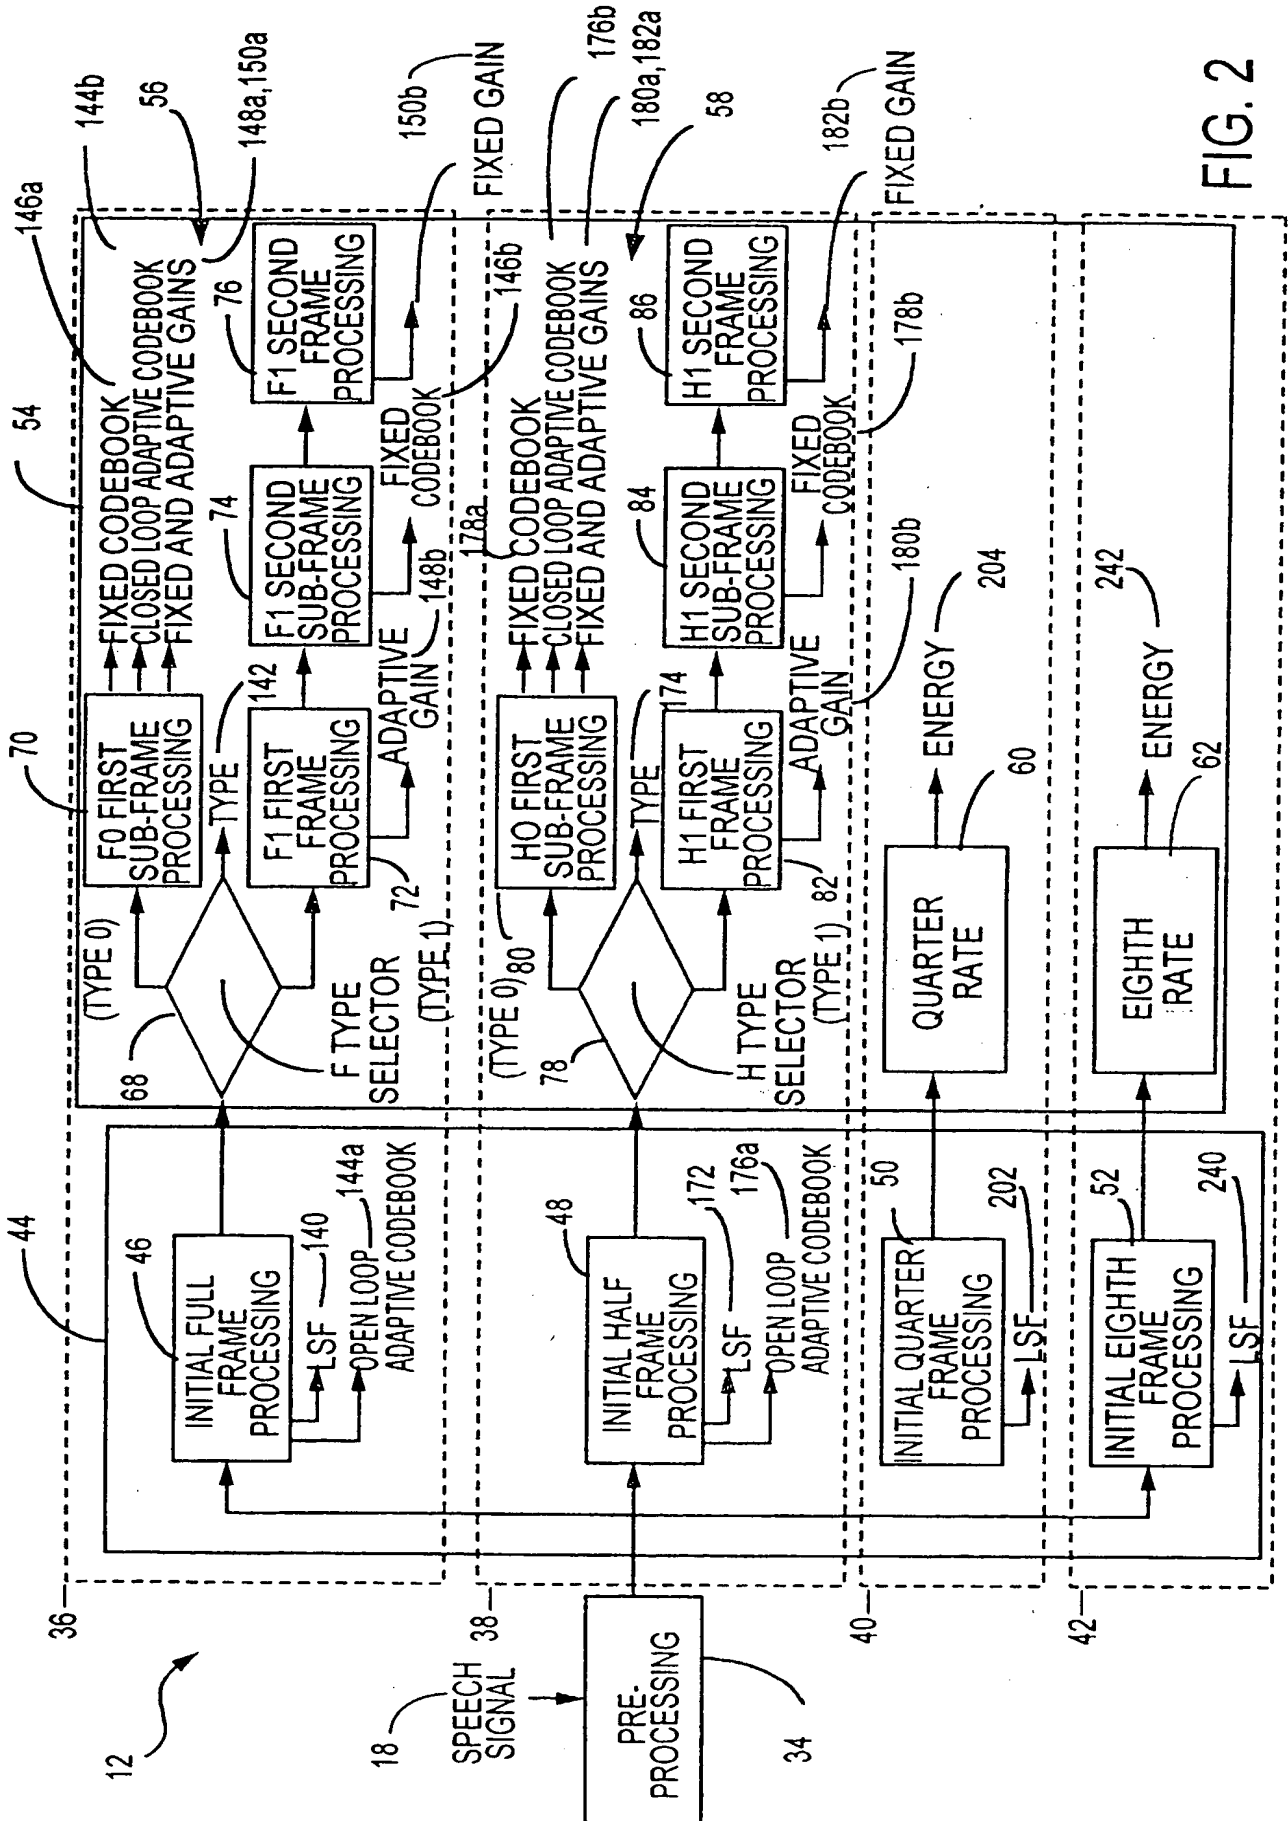 12
18
SPEECH
SIGNAL
PRE-
PROCESSING
34
36
38
40
42
44
46
INITIAL FULL
FRAME
PROCESSING
LSF
140
OPEN LOOP
144a
ADAPTIVE CODEBOOK
48
INITIAL HALF
FRAME
PROCESSING
LSF
172
OPEN LOOP
176a
ADAPTIVE CODEBOOK
50
INITIAL QUARTER
FRAME
PROCESSING
LSF
202
52
INITIAL EIGHTH
FRAME
PROCESSING
LSF
240
54
68
(TYPE 0)
F TYPE
SELECTOR
(TYPE 1)
70
F0 FIRST
SUB-FRAME
PROCESSING
FIXED CODEBOOK
146a
CLOSED LOOP ADAPTIVE CODEBOOK
144b
FIXED AND ADAPTIVE GAINS
148a,150a
56
TYPE
142
F1 FIRST
FRAME
PROCESSING
72
ADAPTIVE
GAIN
148b
74
F1 SECOND
SUB-FRAME
PROCESSING
FIXED
CODEBOOK
146b
76
F1 SECOND
FRAME
PROCESSING
FIXED GAIN
150b
78
(TYPE 0)
H TYPE
SELECTOR
(TYPE 1)
80
HO FIRST
SUB-FRAME
PROCESSING
178a
FIXED CODEBOOK
CLOSED LOOP ADAPTIVE CODEBOOK
176b
FIXED AND ADAPTIVE GAINS
180a,182a
58
TYPE
174
H1 FIRST
FRAME
PROCESSING
82
ADAPTIVE
GAIN
180b
84
H1 SECOND
SUB-FRAME
PROCESSING
FIXED
CODEBOOK
178b
86
H1 SECOND
FRAME
PROCESSING
FIXED GAIN
182b
QUARTER
RATE
60
ENERGY
204
EIGHTH
RATE
62
ENERGY
242
FIG. 2